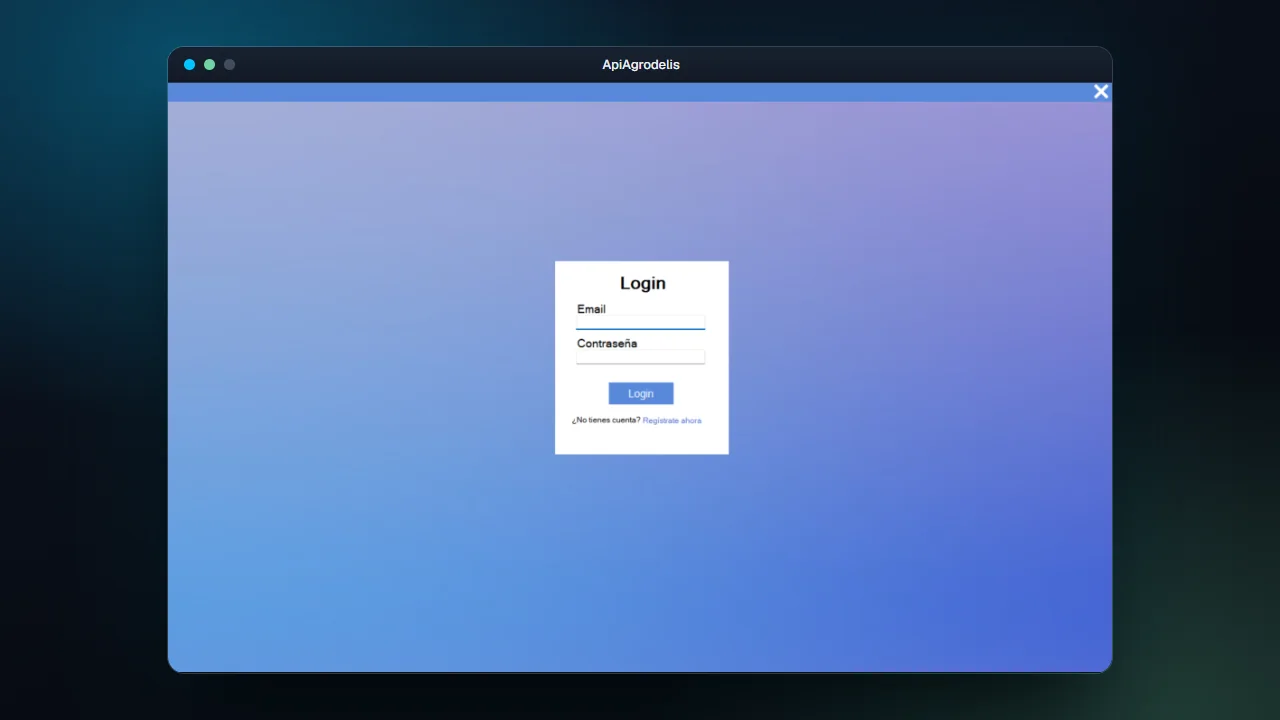 ApiAgrodelis
Login
Email
Contraseña
Login
¿No tienes cuenta? Regístrate ahora